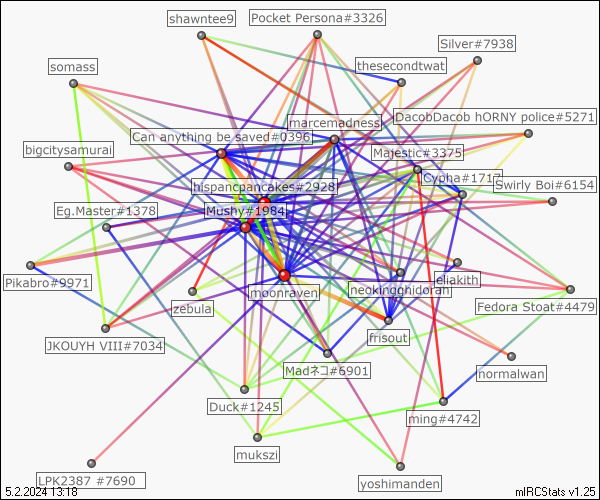 shawntee9
Pocket Persona#3326
Silver#7938
thesecondtwat
somass
DacobDacob hORNY police#5271
marcemadness
Can anything be saved#0396
bigcitysamurai
Majestic#3375
Cypha#1717
hispancpancakes#2928
Swirly Boi#6154
Eg.Master#1378
Mushy#1984
Pikabro#9971
eliakith
moonraven
neokingghidorah
zebula
Fedora Stoat#4479
frisout
JKOUYH VIII#7034
Madネコ#6901
normalwan
Duck#1245
ming#4742
mukszi
LPK2387 #7690
yoshimanden
5.2.2024 13:18
mIRCStats v1.25